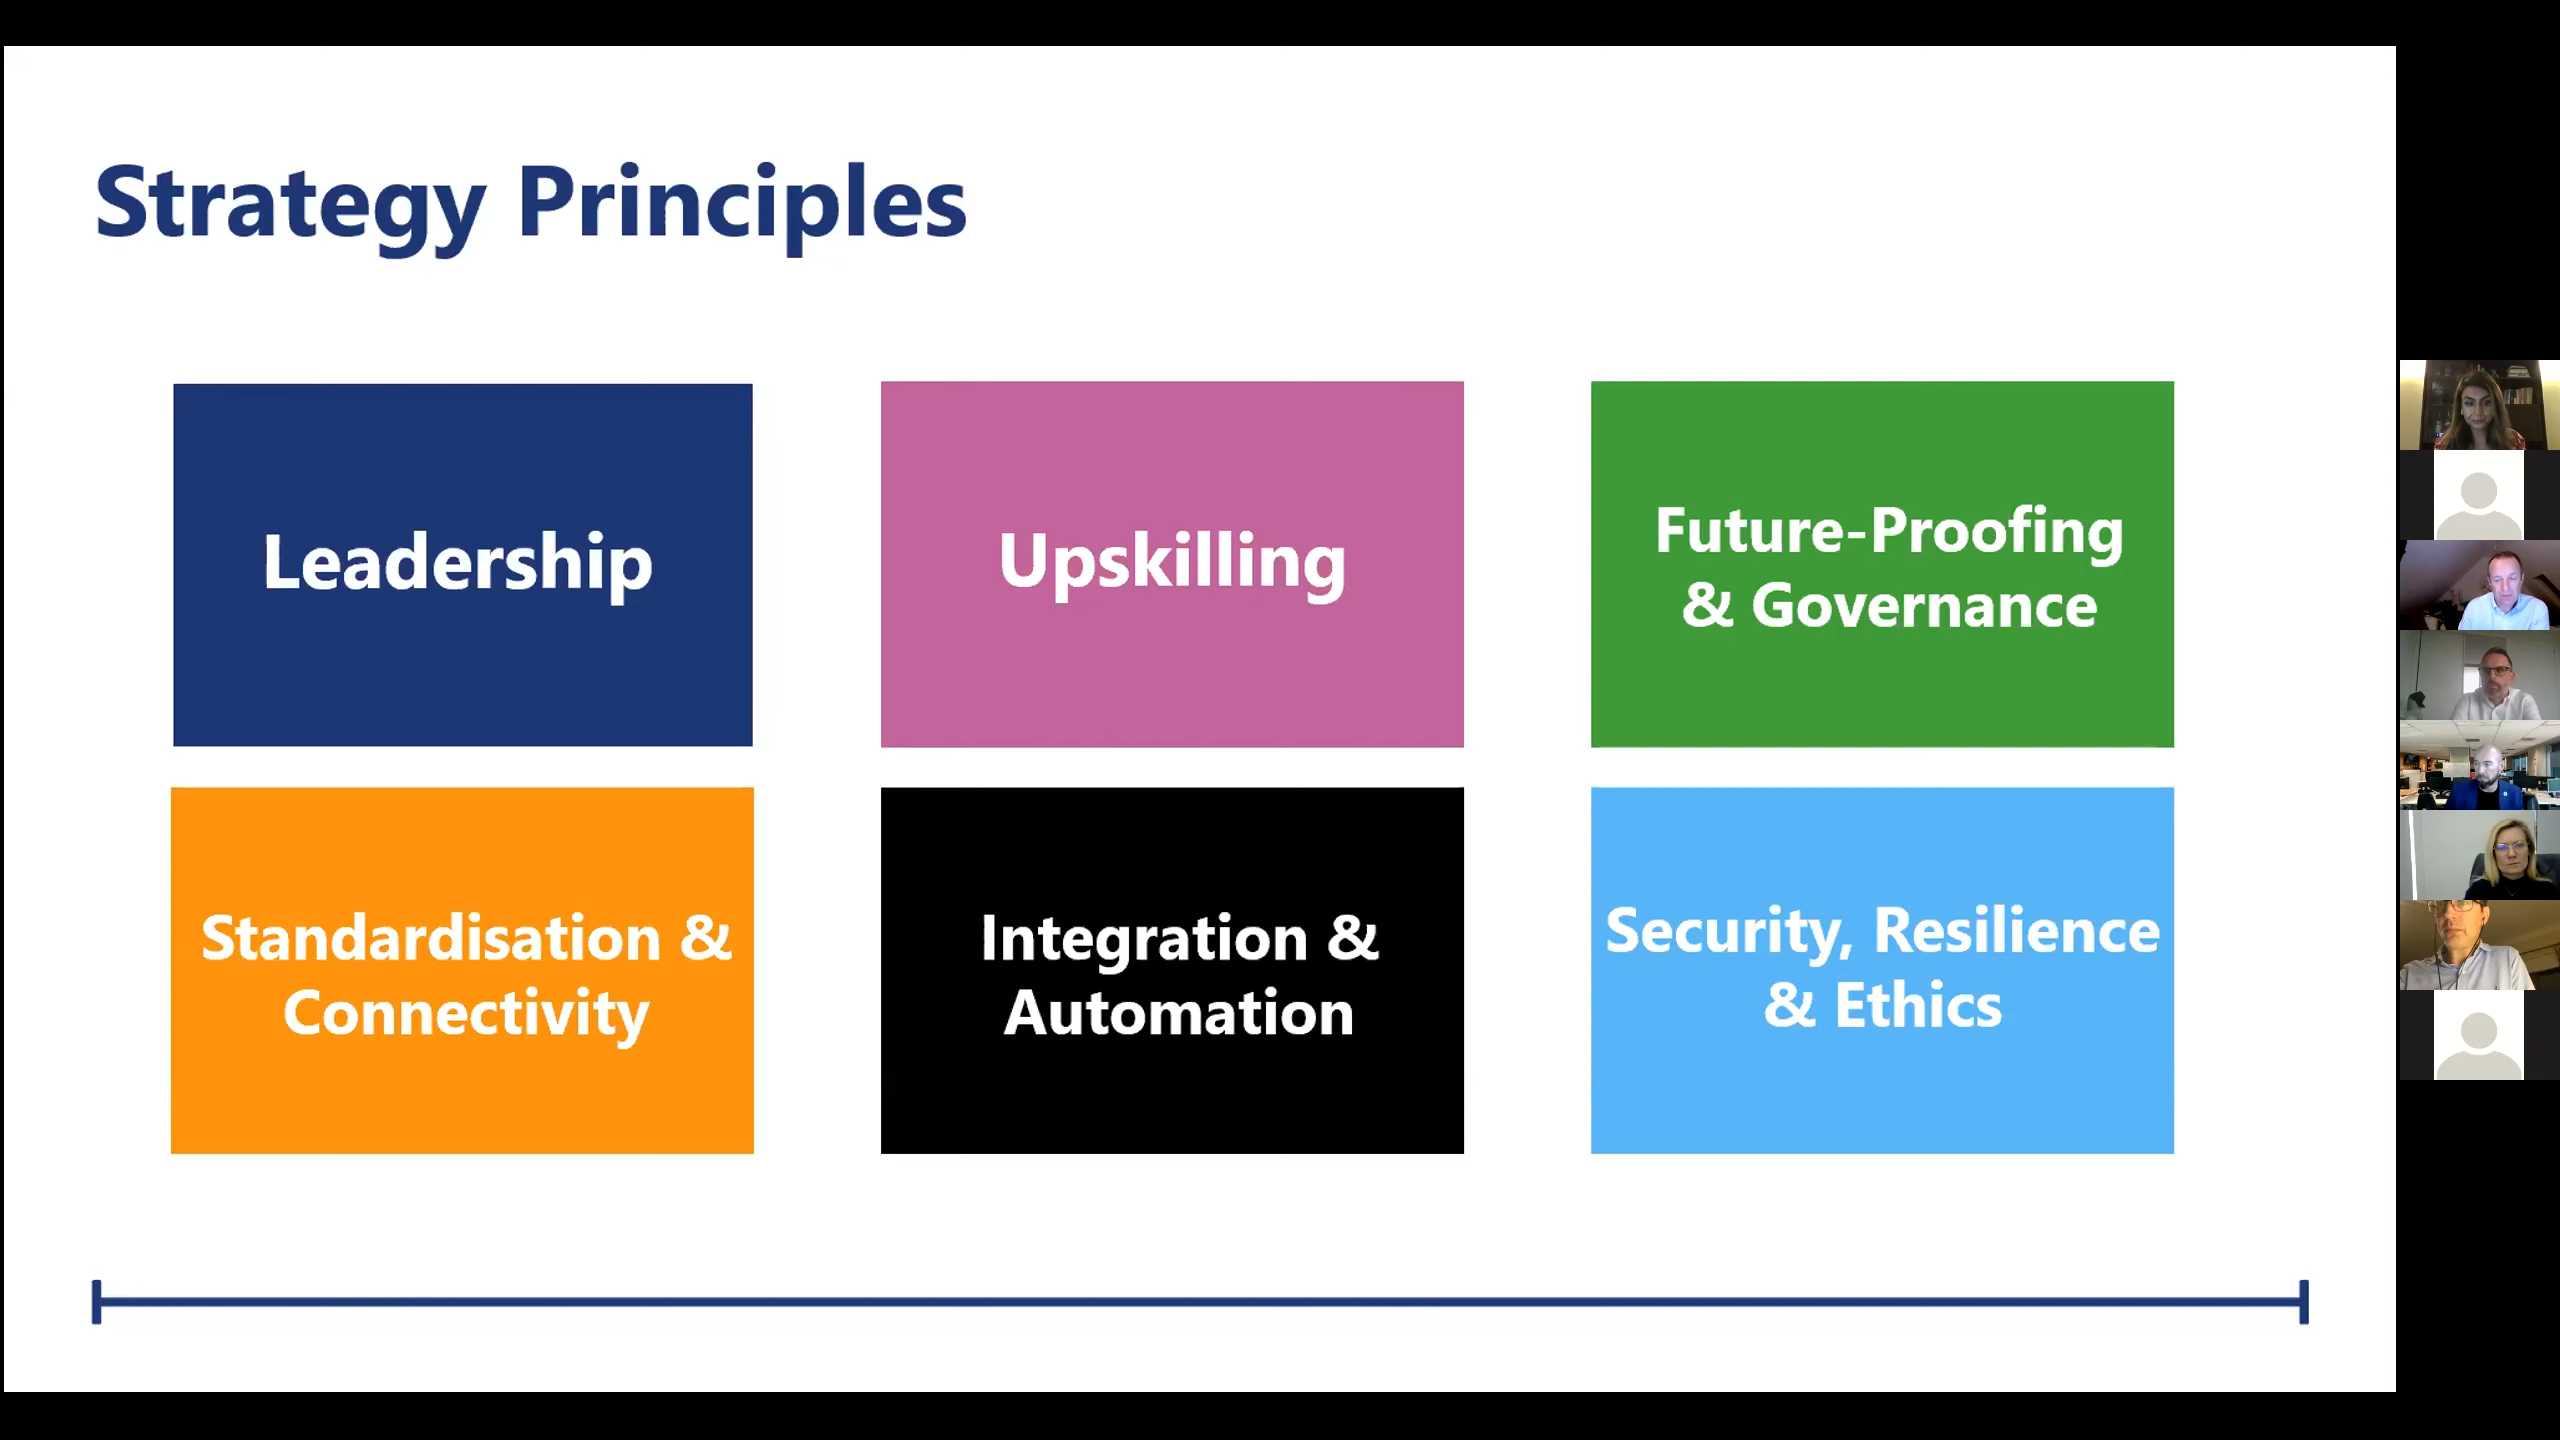 Strategy Principles
Leadership
Upskilling
Future-Proofing
& Governance
Standardisation &
Connectivity
Integration &
Automation
Security, Resilience
& Ethics